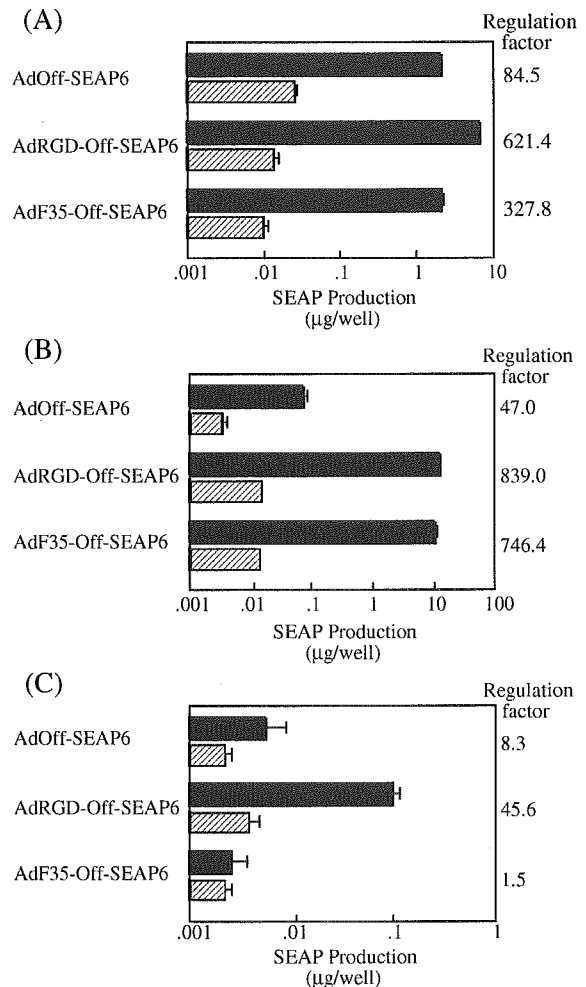 (A)
Regulation
factor
AdOff-SEAP6
84.5
AdRGD-Off-SEAP6
621.4
AdF35-Off-SEAP6
327.8
.001 .01 .1 1 10
SEAP Production
(μg/well)
(B)
Regulation
factor
AdOff-SEAP6
47.0
AdRGD-Off-SEAP6
839.0
AdF35-Off-SEAP6
746.4
.001 .01 .1 1 10 100
SEAP Production
(μg/well)
(C)
Regulation
factor
AdOff-SEAP6
8.3
AdRGD-Off-SEAP6
45.6
AdF35-Off-SEAP6
1.5
.001 .01 .1 1
SEAP Production
(μg/well)